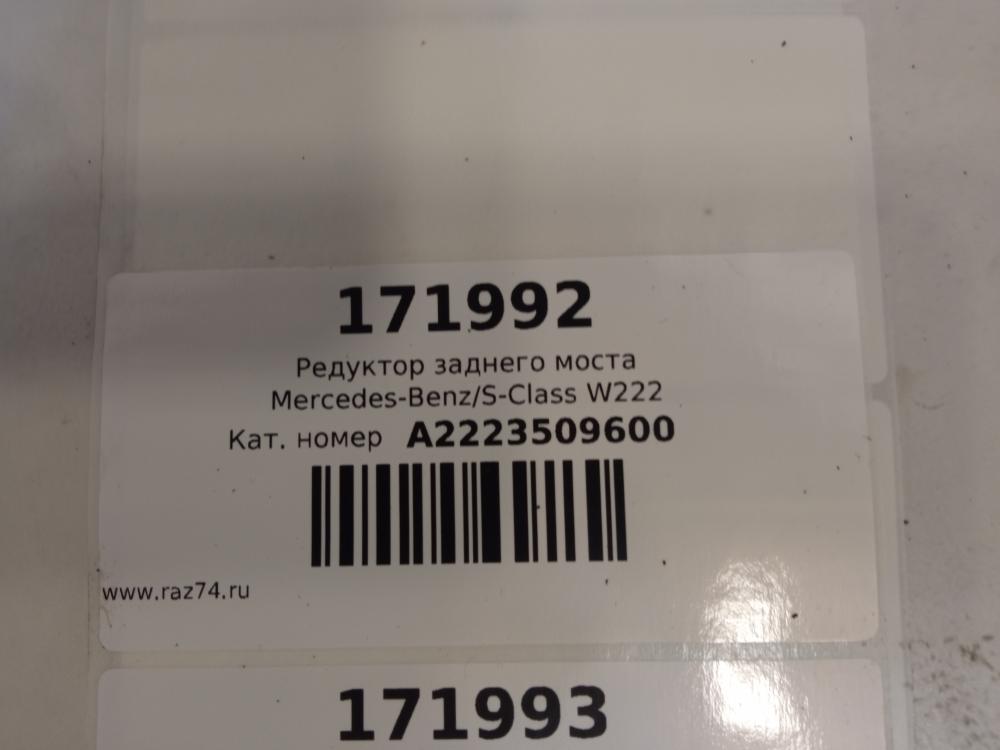 171992
Редуктор заднего моста
Mercedes-Benz/S-Class W222
Кат. номер A2223509600
www.raz74.ru
171993